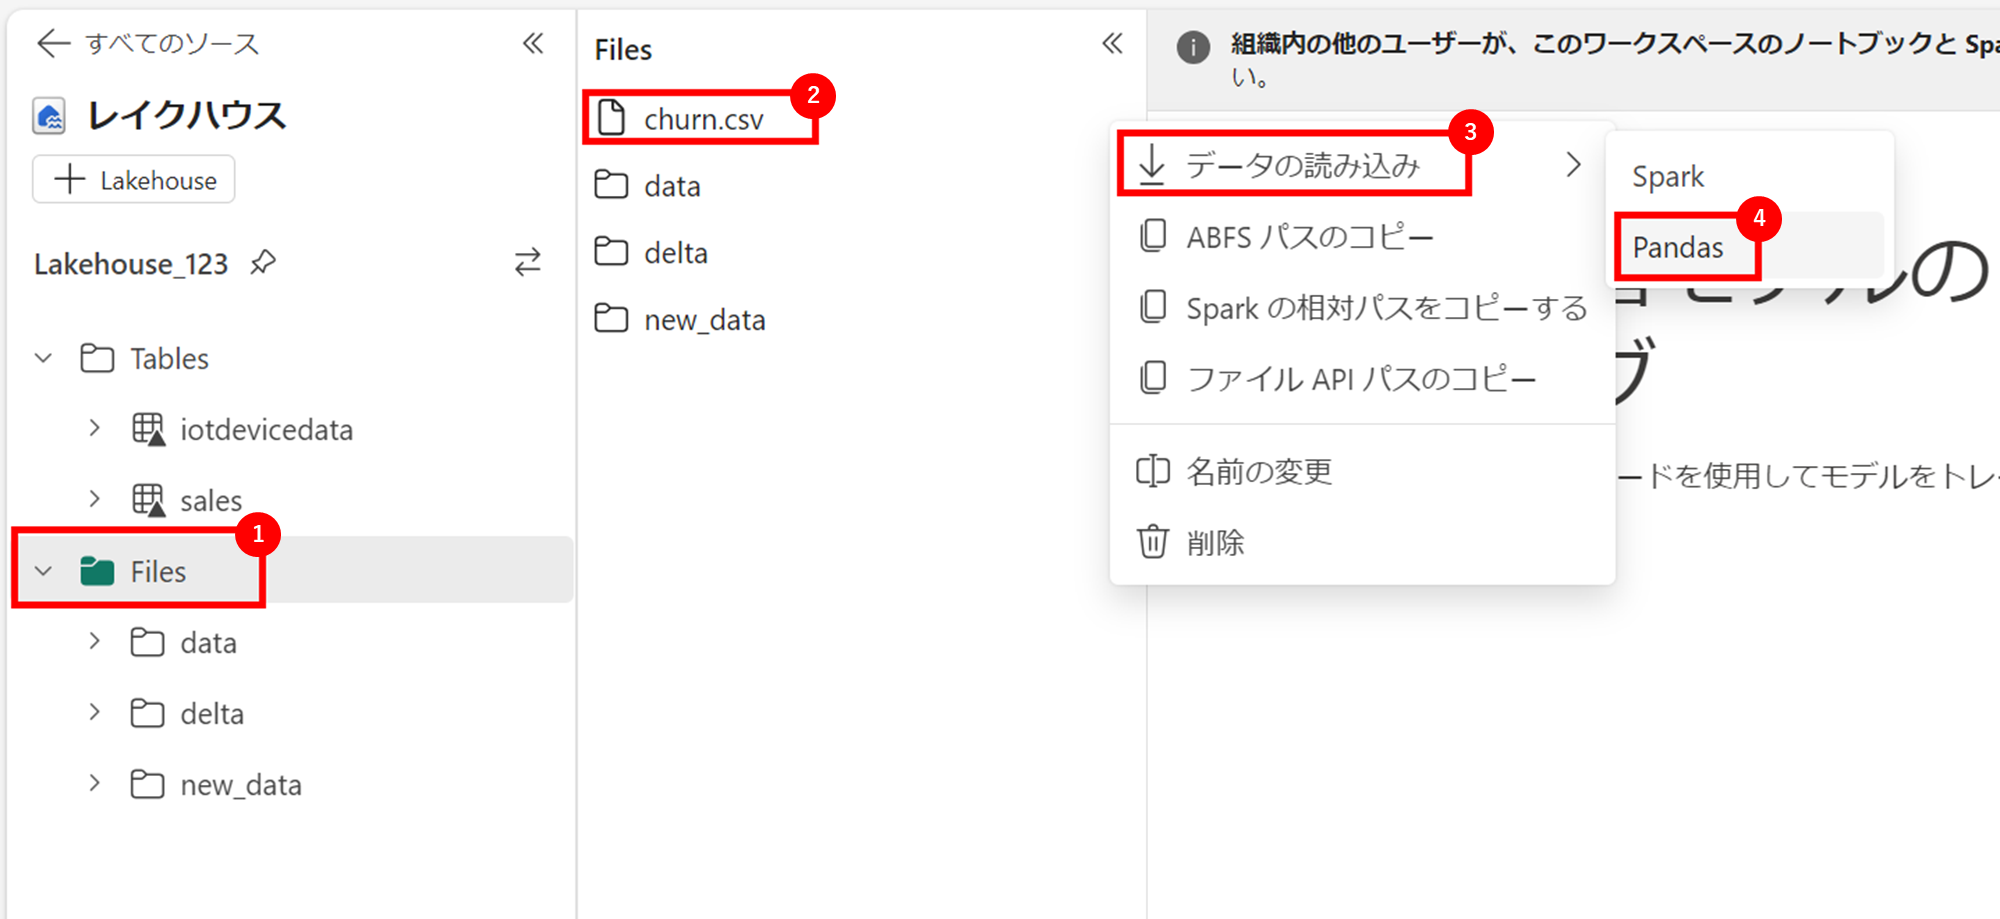 すべてのソース
レイクハウス
Lakehouse
Lakehouse_123
Tables
iotdevicedata
sales
1
Files
data
delta
new_data
Files
2
churn.csv
data
delta
new_data
組織内の他のユーザーが、このワークスペースのノートブックと Spa
い。
3
データの読み込み
ABFS パスのコピー
Spark の相対パスをコピーする
ファイル API パスのコピー
名前の変更
削除
Spark
4
Pandas
モデルの
ブ
ードを使用してモデルをトレ